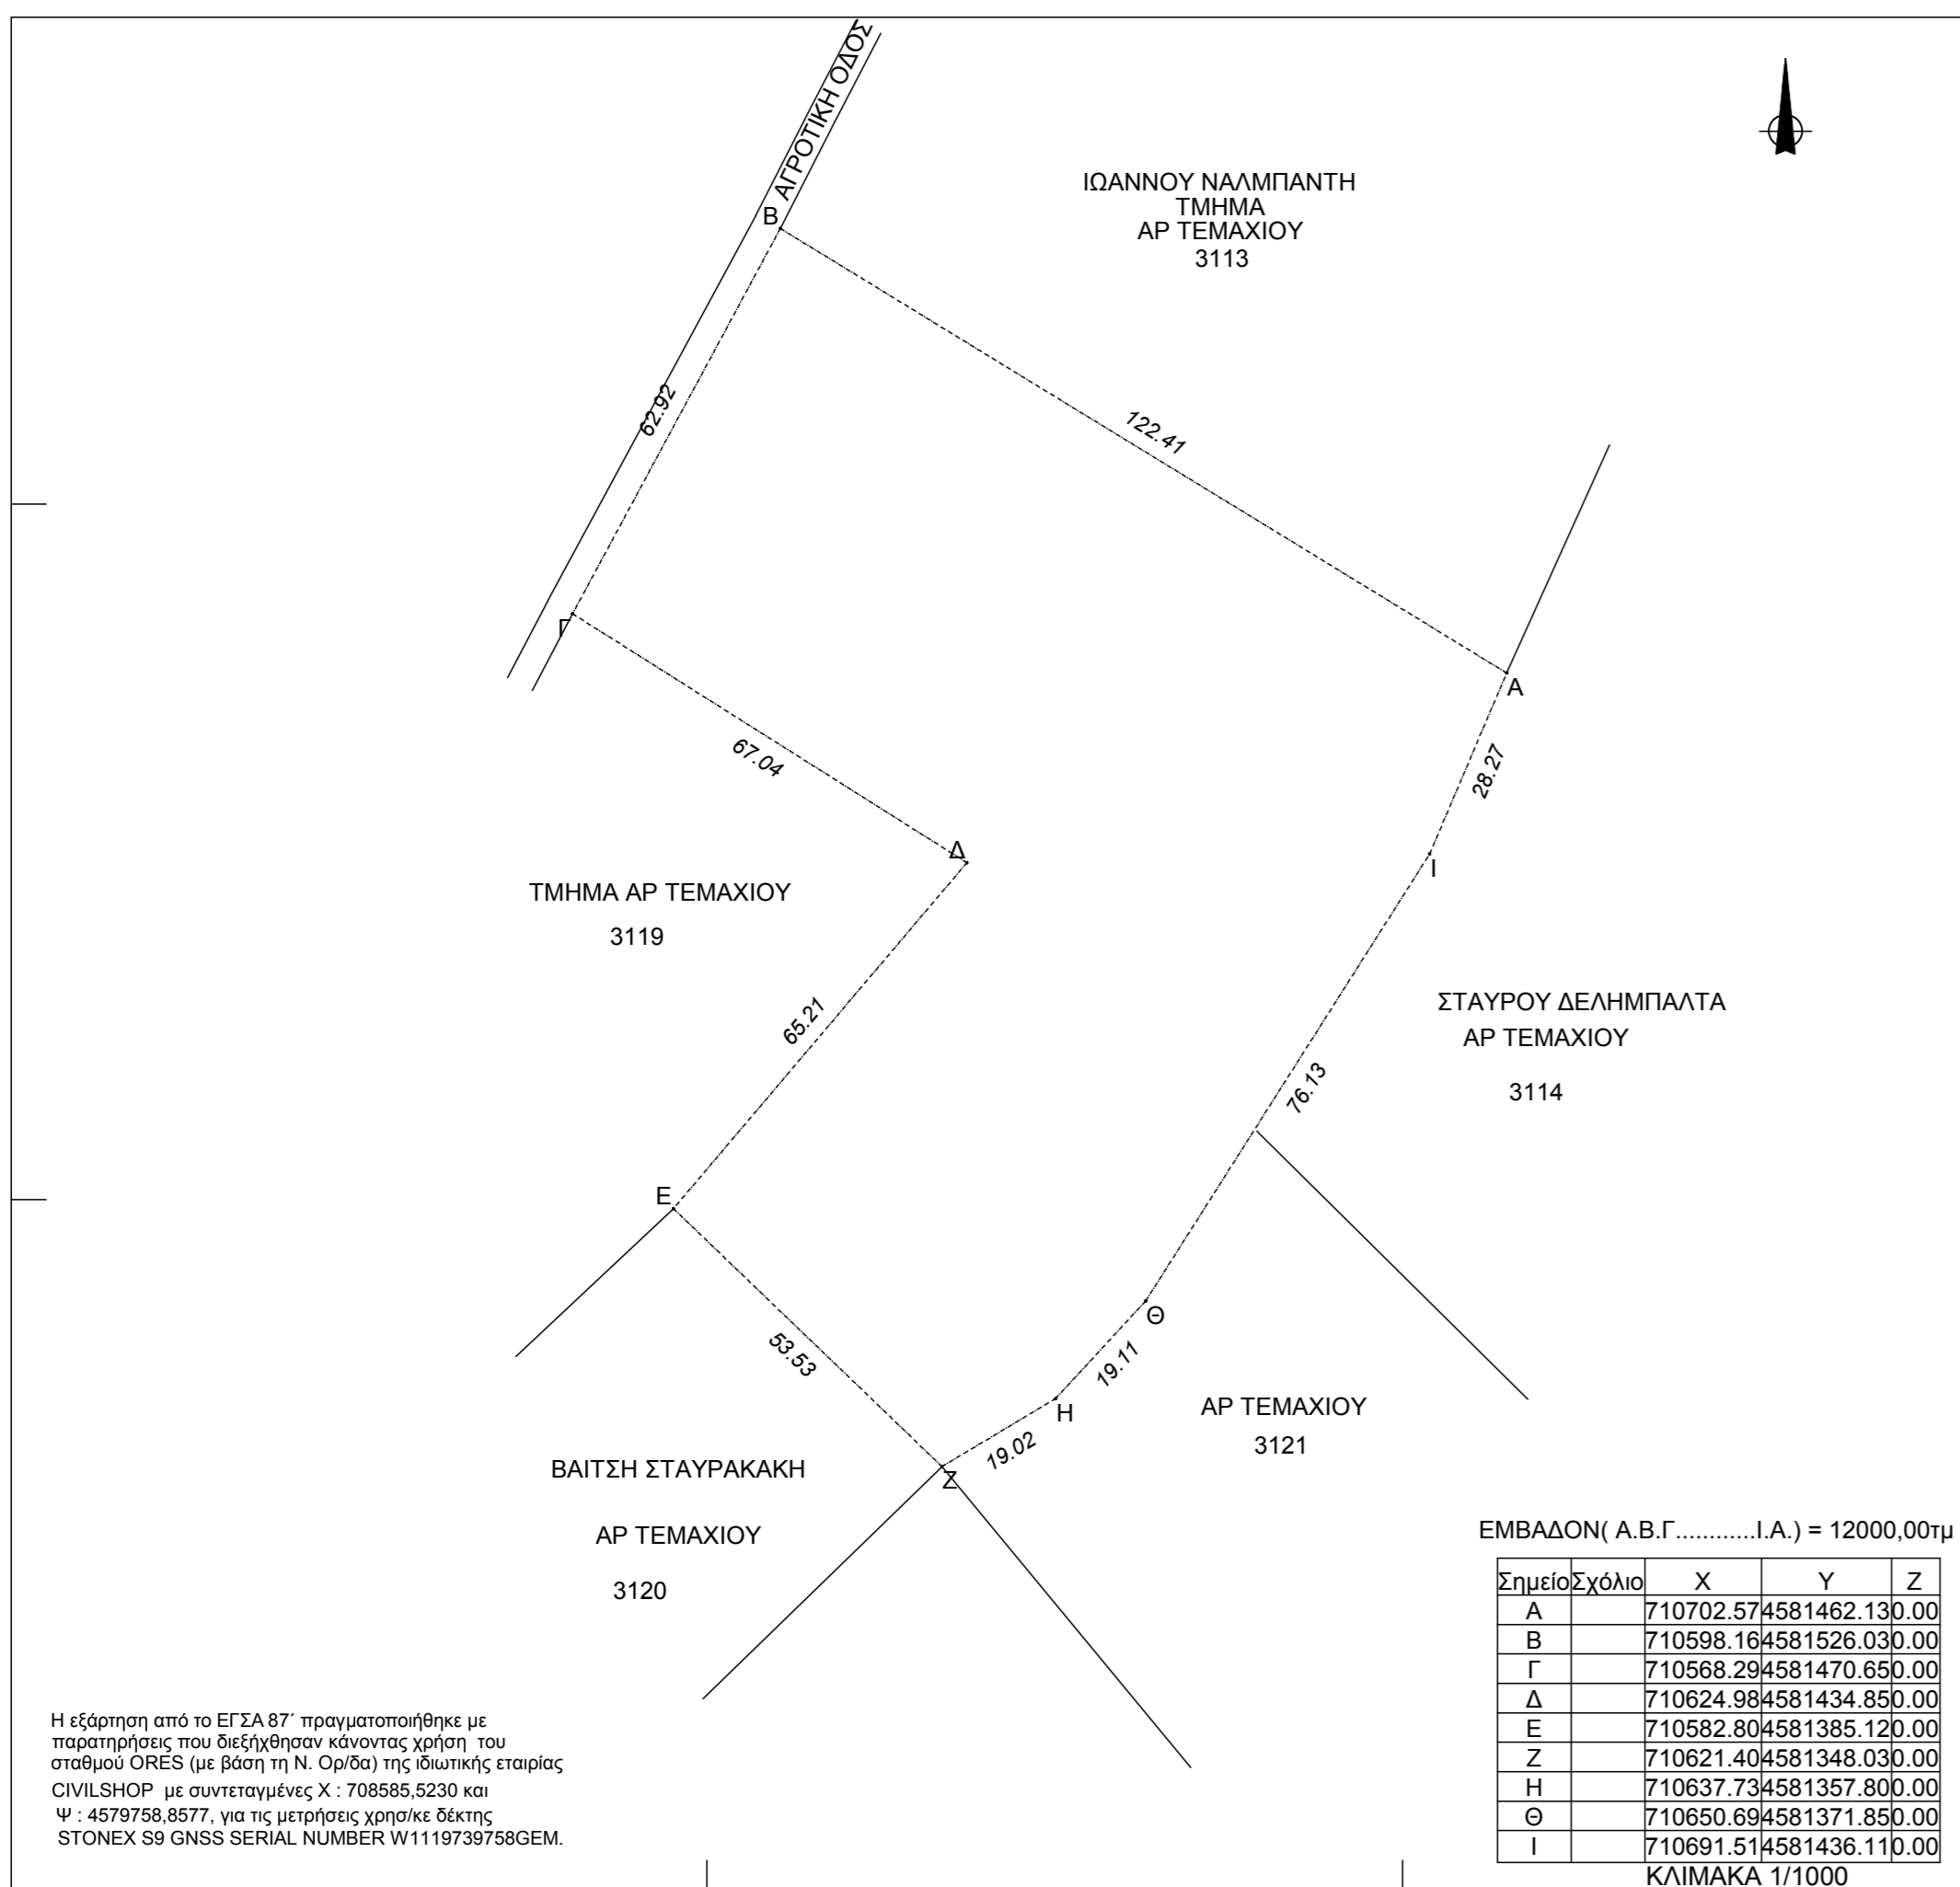 ΑΓΡΟΤΙΚΗ ΟΔΟΣ
ΙΩΑΝΝΟΥ ΝΑΛΜΠΑΝΤΗ
ΤΜΗΜΑ
ΑΡ ΤΕΜΑΧΙΟΥ
3113
Β
62.92
122.41
Γ
Α
67.04
28.27
Δ
Ι
ΤΜΗΜΑ ΑΡ ΤΕΜΑΧΙΟΥ
3119
65.21
ΣΤΑΥΡΟΥ ΔΕΛΗΜΠΑΛΤΑ
ΑΡ ΤΕΜΑΧΙΟΥ
3114
76.13
Ε
Θ
53.53
19.11
Η
19.02
Ζ
ΑΡ ΤΕΜΑΧΙΟΥ
3121
ΒΑΙΤΣΗ ΣΤΑΥΡΑΚΑΚΗ
ΑΡ ΤΕΜΑΧΙΟΥ
3120
ΕΜΒΑΔΟΝ( Α.Β.Γ............Ι.Α.) = 12000,00τμ
Σημείο Σχόλιο X Y Z
Α 710702.57 4581462.13 0.00
Β 710598.16 4581526.03 0.00
Γ 710568.29 4581470.65 0.00
Δ 710624.98 4581434.85 0.00
Ε 710582.80 4581385.12 0.00
Ζ 710621.40 4581348.03 0.00
Η 710637.73 4581357.80 0.00
Θ 710650.69 4581371.85 0.00
Ι 710691.51 4581436.11 0.00
ΚΛΙΜΑΚΑ 1/1000
Η εξάρτηση από το ΕΓΣΑ 87΄ πραγματοποιήθηκε με
παρατηρήσεις που διεξήχθησαν κάνοντας χρήση του
σταθμού ORES (με βάση τη Ν. Ορ/δα) της ιδιωτικής εταιρίας
CIVILSHOP με συντεταγμένες Χ : 708585,5230 και
Ψ : 4579758,8577, για τις μετρήσεις χρησ/κε δέκτης
STONEX S9 GNSS SERIAL NUMBER W1119739758GEM.